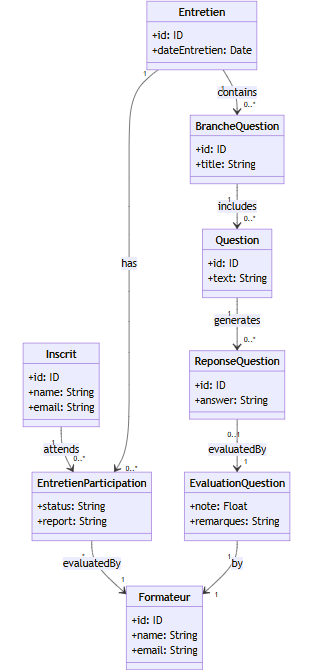 Entretien
+id: ID
+dateEntretien: Date
1
1
contains
0..*
BrancheQuestion
+id: ID
+title: String
1
includes
0..*
has
Question
+id: ID
+text: String
1
generates
0..*
Inscrit
+id: ID
+name: String
+email: String
ReponseQuestion
+id: ID
+answer: String
1
attends
0..*
0..*
0..1
evaluatedBy
1
EntretienParticipation
+status: String
+report: String
EvaluationQuestion
+note: Float
+remarques: String
*
evaluatedBy
1
1
by
1
Formateur
+id: ID
+name: String
+email: String